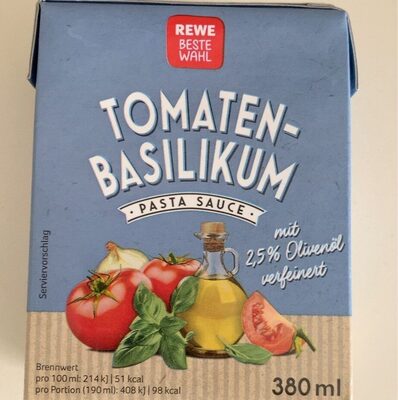 REWE
BESTE
WAHL
TOMATEN-
BASILIKUM
• PASTA SAUCE •
mit
2,5% Olivenöl
verfeinert
Serviervorschlag
Brennwert
pro 100 ml: 214 kJ | 51 kcal
pro Portion (190 ml): 408 kJ | 98 kcal
380 ml